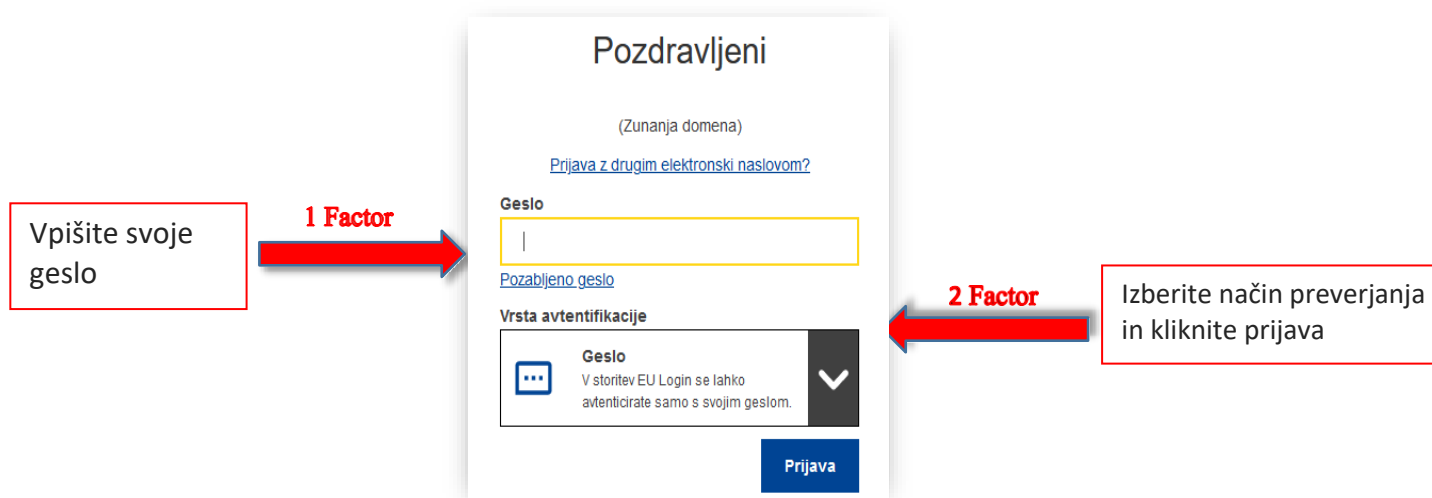 Pozdravljeni
(Zunanja domena)
Prijava z drugim elektronski naslovom?
Vpišite svoje
geslo
1 Factor
Geslo
Pozabljeno geslo
Vrsta avtentifikacije
Geslo
V storitev EU Login se lahko
avtenticirate samo s svojim geslom.
Prijava
2 Factor
Izberite način preverjanja
in kliknite prijava